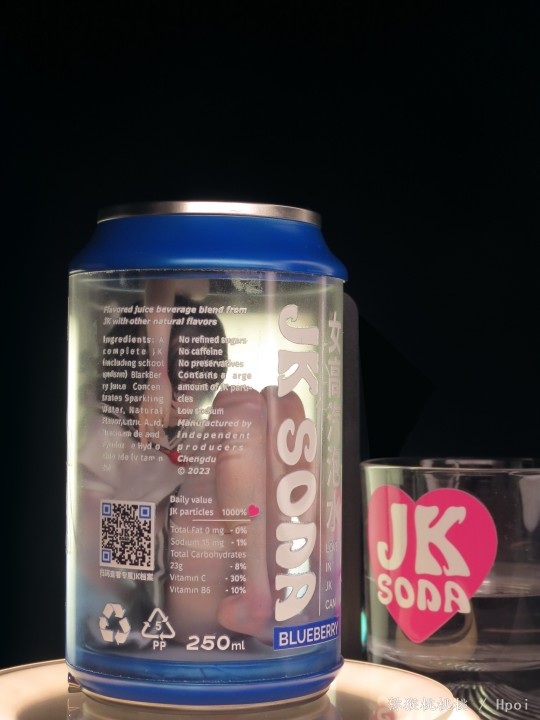 Flavored juice beverage blend from
JK with other natural flavors
Ingredients: A
complete JK
(including school
uniform) BlackBer
ry Juice Concen
trates Sparkling
Water, Natural
Flavor, citric Acid,
No refined sugars
No caffeine
No preservatives
Contains a large
amount of JK parti-
cles
Low sodium
Manufactured by
independent
producers
Chengdu
© 2023
Daily value
JK particles 1000%
Total Fat 0 mg - 0%
Sodium 15 mg - 1%
Total Carbohydrates
23g - 8%
Vitamin C - 30%
Vitamin B6 - 10%
5
PP
250ml
JK SODA
IN
JK
CAN
BLUEBERRY
JK
SODA
/ Hpoi